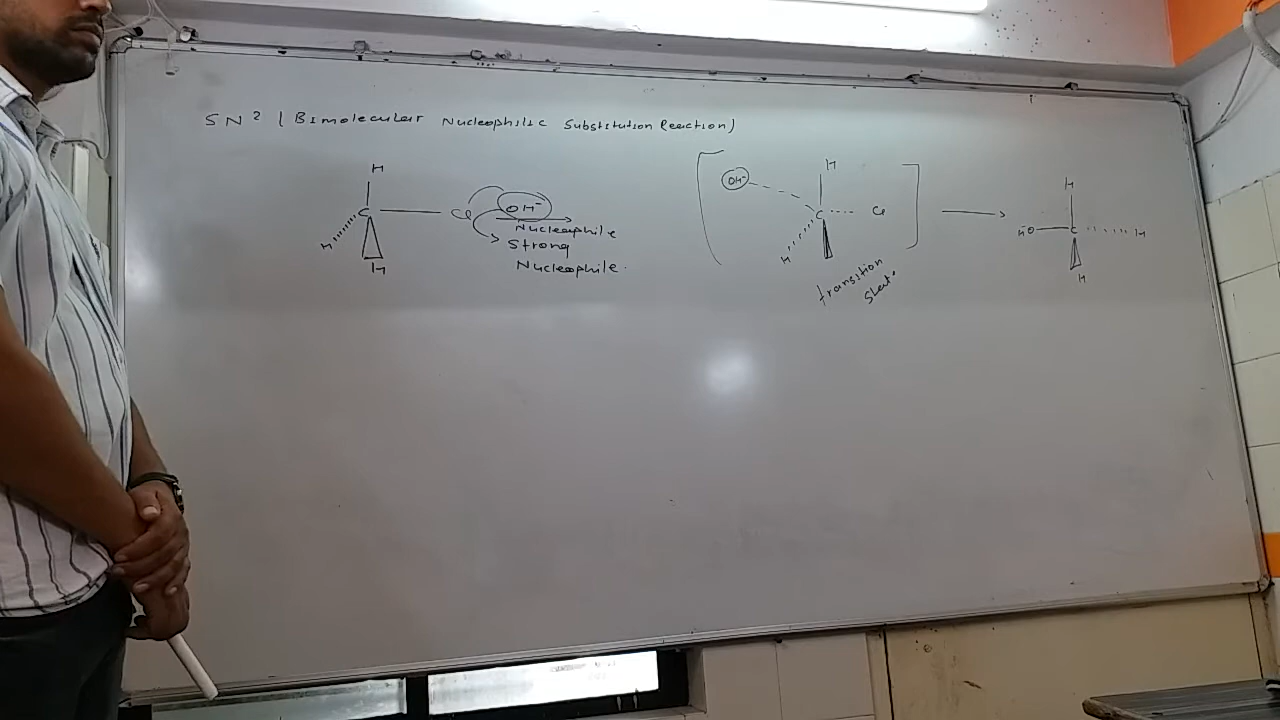 SN2 (Bimolecular Nucleophilic Substitution Reaction)
H
C
Cl
OH-
H
H
Nucleophile
Strong
Nucleophile.
OH-
H
C
Cl
H
transition
state
H
HO
C
H
H